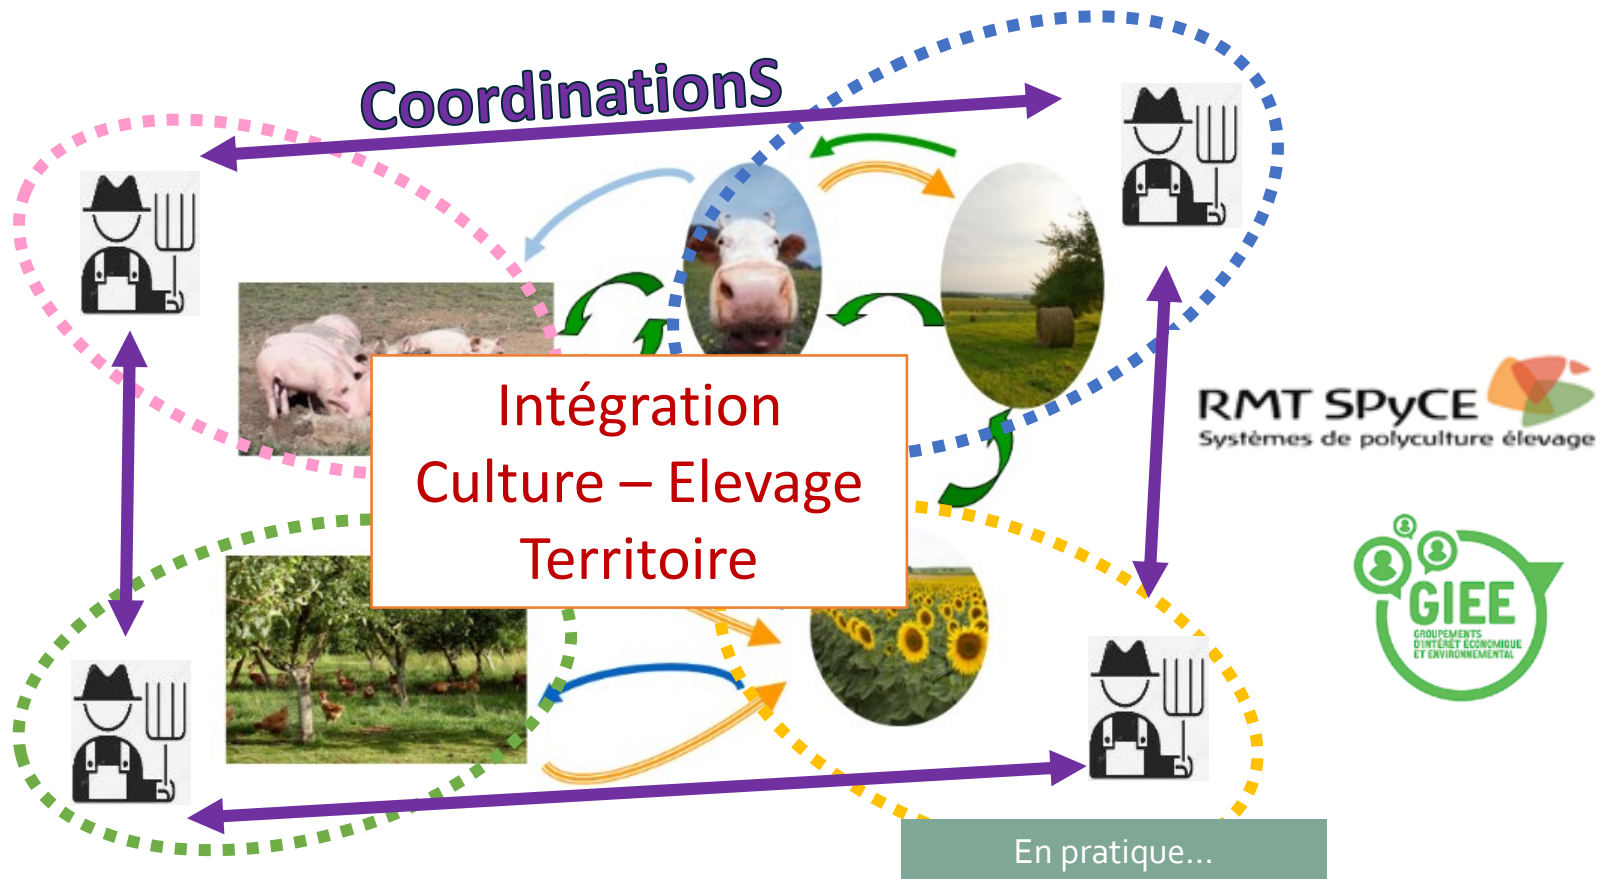 CoordinationS
Intégration
Culture – Elevage
Territoire
RMT SPyCE
Systèmes de polyculture élevage
GIEE
GROUPEMENTS
D'INTÉRÊT ÉCONOMIQUE
ET ENVIRONNEMENTAL
En pratique...